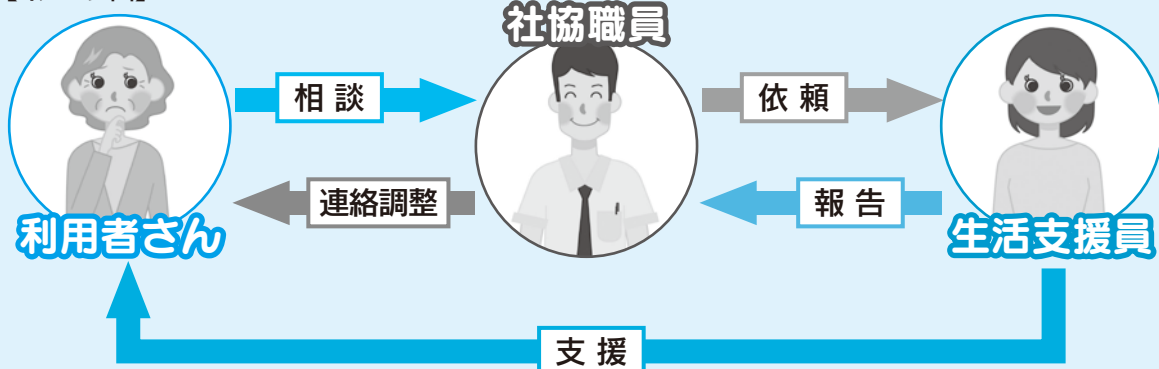 社協職員
相談
依頼
連絡調整
報告
利用者さん
生活支援員
支援